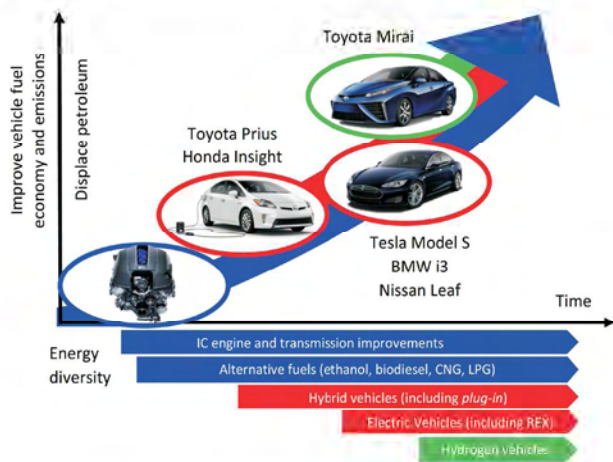 Improve vehicle fuel
economy and emissions
Displace petroleum
Toyota Mirai
Toyota Prius
Honda Insight
Tesla Model S
BMW i3
Nissan Leaf
Time
Energy
diversity
IC engine and transmission improvements
Alternative fuels (ethanol, biodiesel, CNG, LPG)
Hybrid vehicles (including plug-in)
Electric Vehicles (including REX)
Hydrogen vehicles